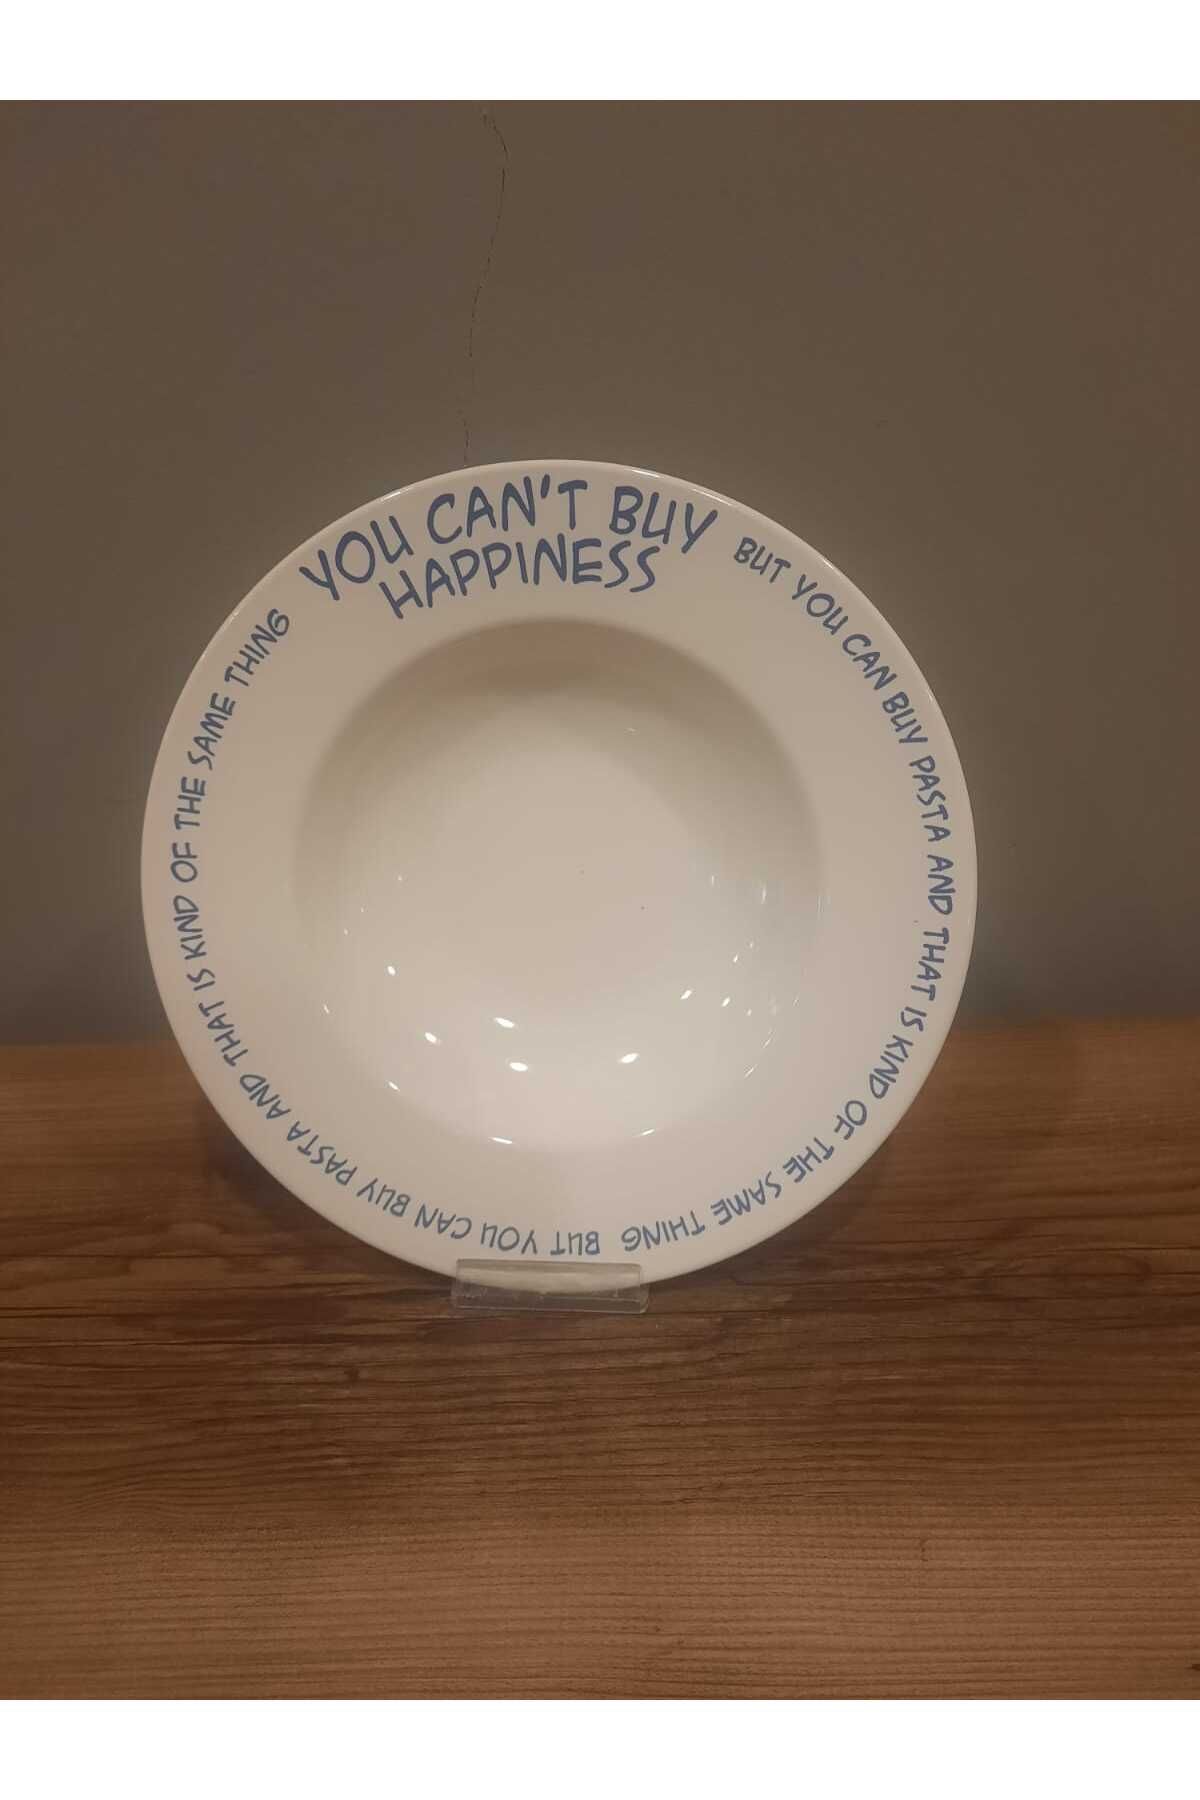 YOU CAN'T BUY
HAPPINESS
BUT YOU CAN BUY PASTA AND THAT IS KIND OF THE SAME THING
BUT YOU CAN BUY PASTA AND THAT IS KIND OF THE SAME THING